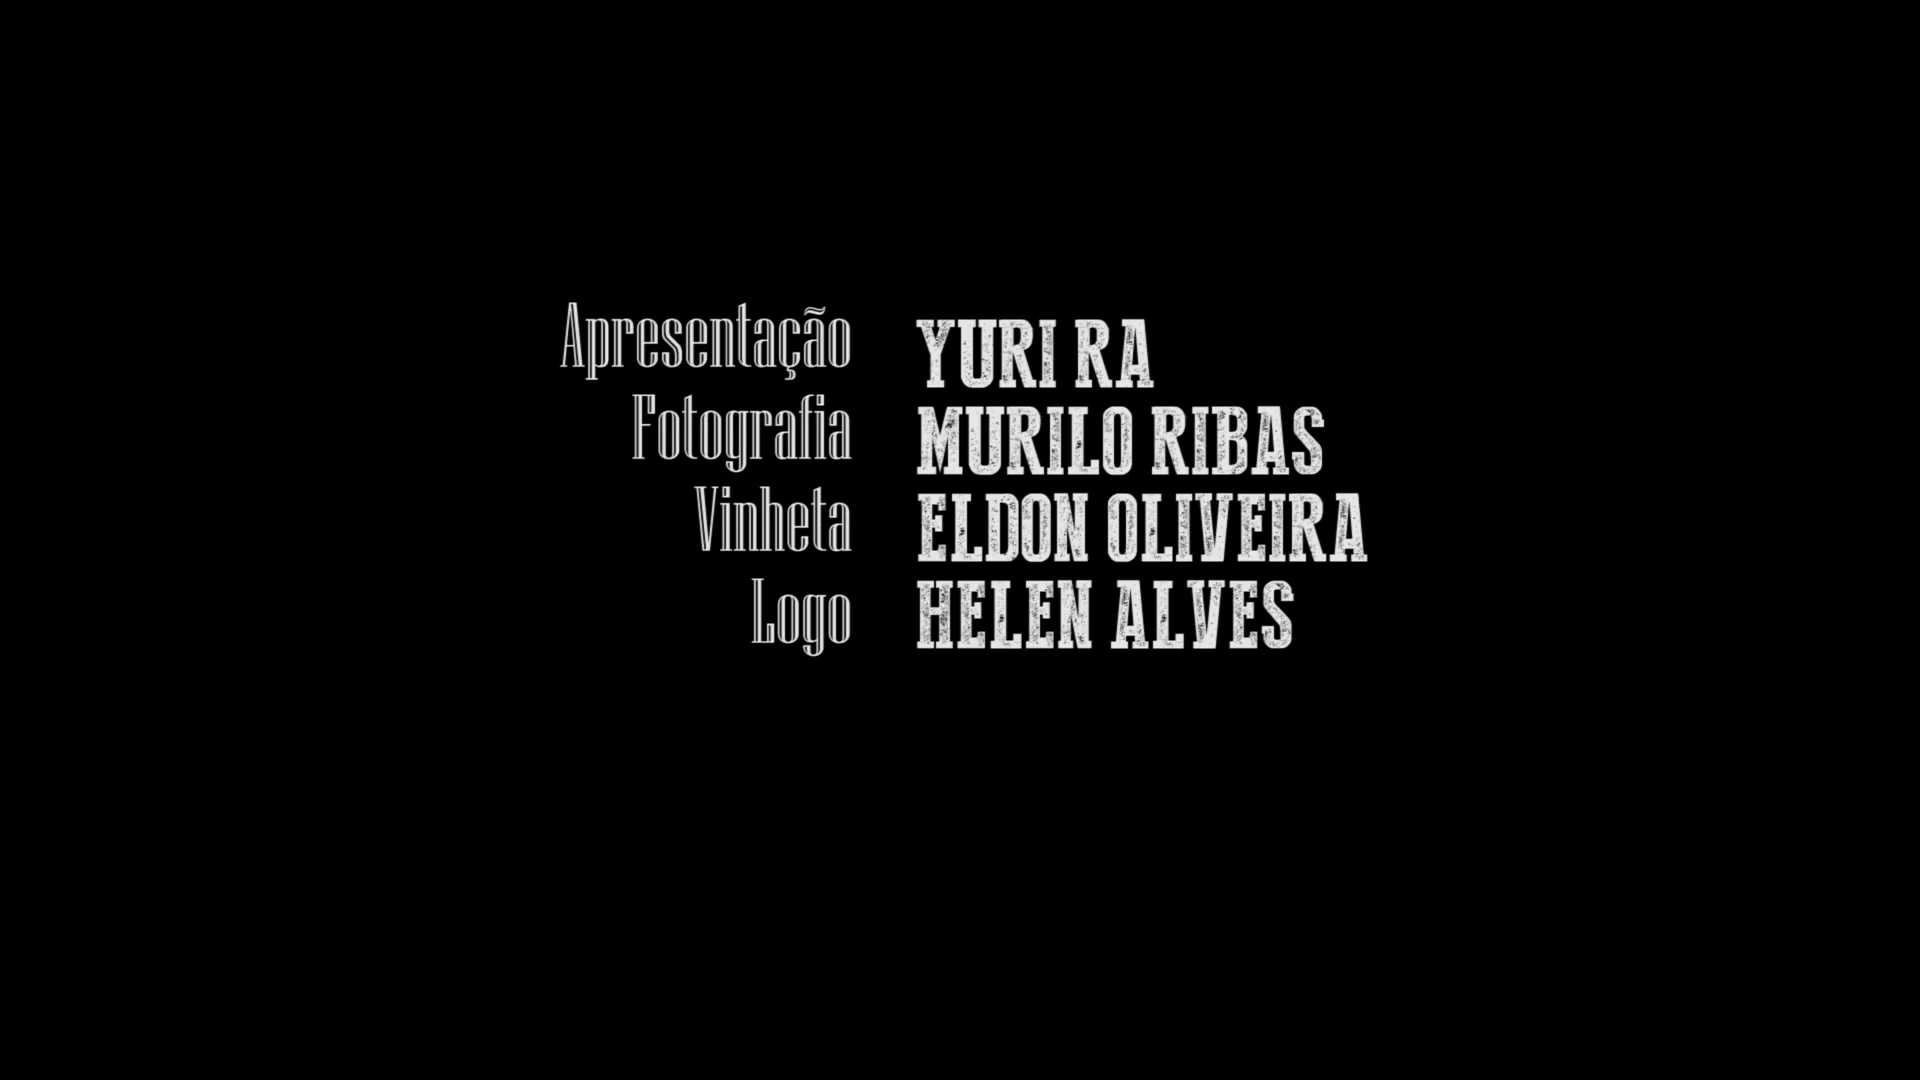 Apresentação YURI RA
Fotografia MURILO RIBAS
Vinheta ELDON OLIVEIRA
Logo HELEN ALVES